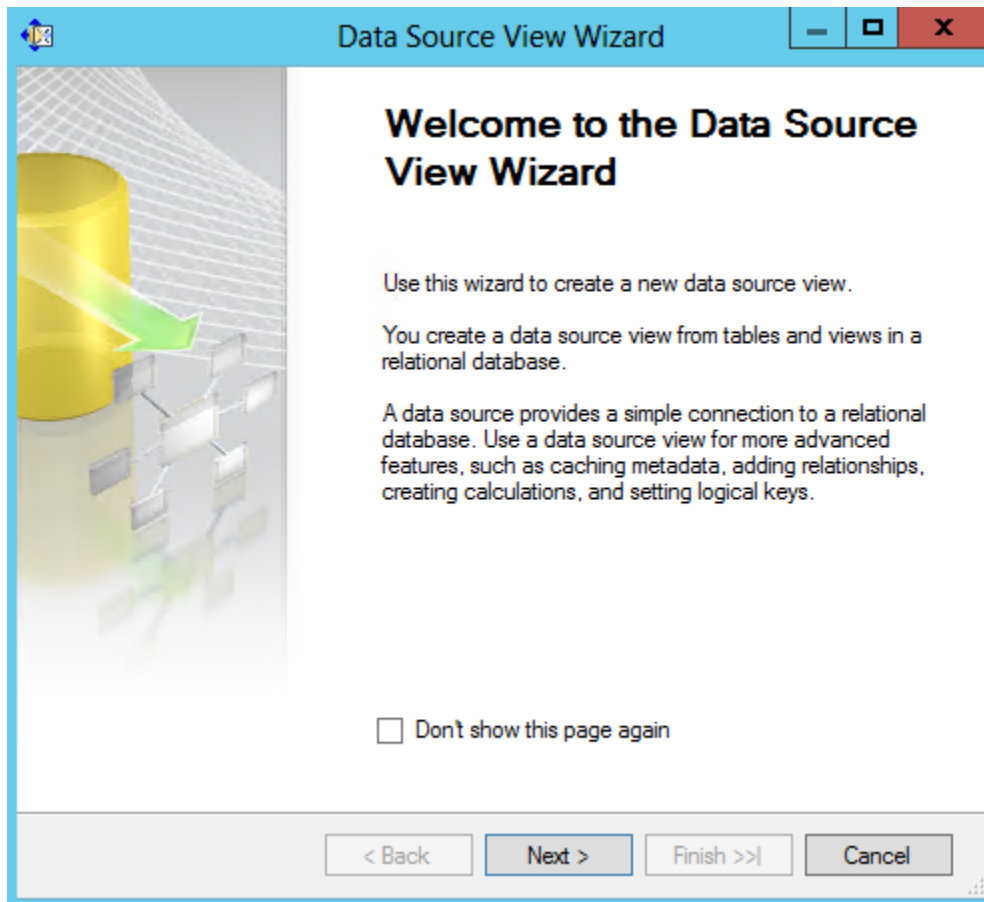 Data Source View Wizard
Welcome to the Data Source
View Wizard
Use this wizard to create a new data source view.
You create a data source view from tables and views in a
relational database.
A data source provides a simple connection to a relational
database. Use a data source view for more advanced
features, such as caching metadata, adding relationships,
creating calculations, and setting logical keys.
Don't show this page again
< Back Next > Finish >>| Cancel